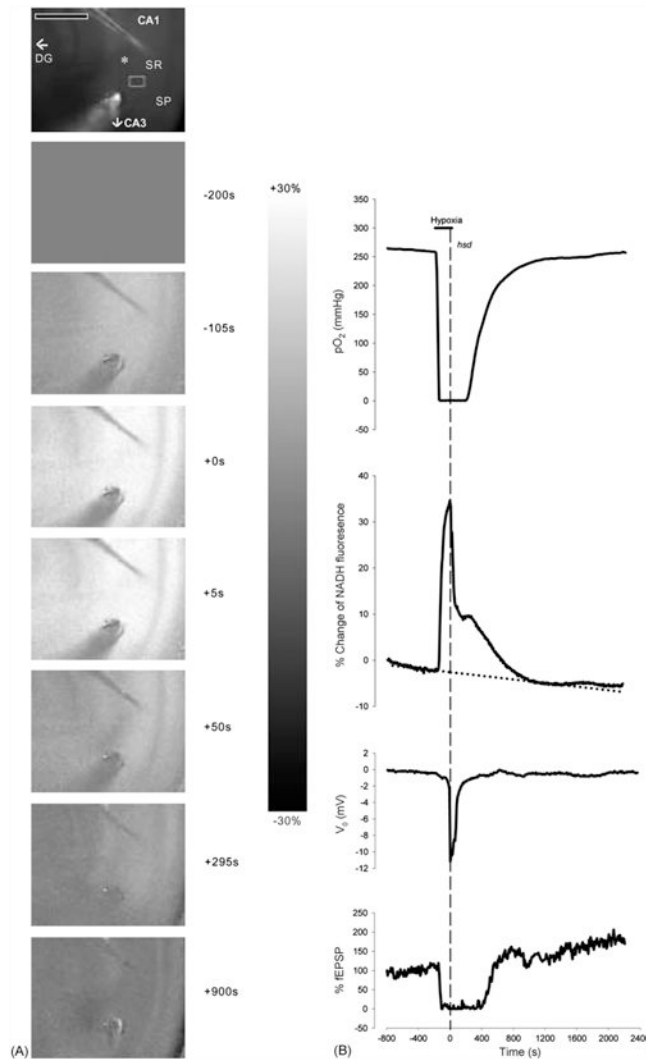 CA1
DG
*
SR
SP
CA3
-200s
-105s
+0s
+5s
+50s
+295s
+900s
(A)
+30%
-30%
350
300
250
200
150
100
50
0
-50
pO2 (mmHg)
Hypoxia
hsd
40
30
20
10
0
-10
% Change of NADH fluoresence
2
0
-2
-4
-6
-8
-10
-12
V0 (mV)
250
200
150
100
50
0
-50
% fEPSP
-800 -400 0 400 800 1200 1600 2000 2400
Time (s)
(B)